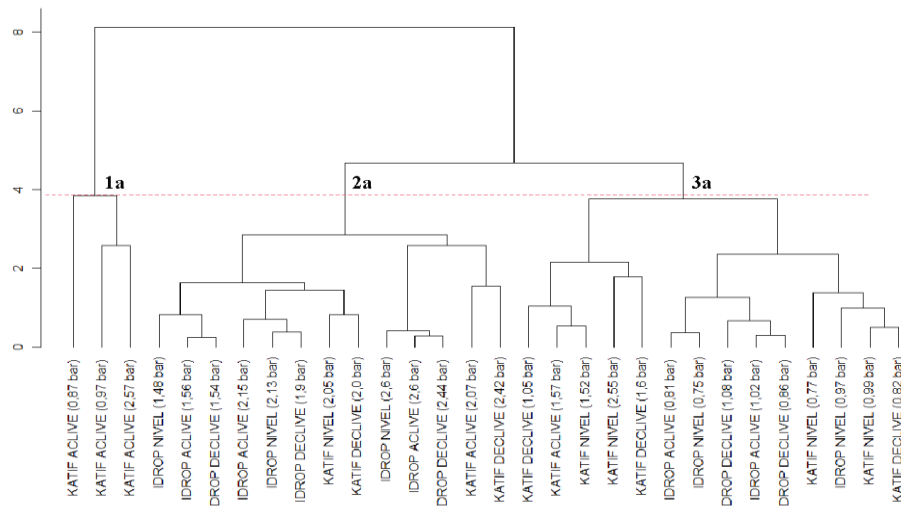 8
6
4
2
0
1a
2a
3a
KATIF ACLIVE (0,87 bar)
KATIF ACLIVE (0,97 bar)
KATIF ACLIVE (2,57 bar)
IDROP NIVEL (1,48 bar)
IDROP ACLIVE (1,56 bar)
DROP DECLIVE (1,54 bar)
IDROP ACLIVE (2,15 bar)
IDROP NIVEL (2,13 bar)
IDROP DECLIVE (1,9 bar)
KATIF NIVEL (2,05 bar)
KATIF DECLIVE (2,0 bar)
IDROP NIVEL (2,6 bar)
IDROP ACLIVE (2,6 bar)
DROP DECLIVE (2,44 bar)
KATIF ACLIVE (2,07 bar)
KATIF DECLIVE (2,42 bar)
KATIF DECLIVE (1,05 bar)
KATIF ACLIVE (1,57 bar)
KATIF NIVEL (1,52 bar)
KATIF NIVEL (2,55 bar)
KATIF DECLIVE (1,6 bar)
IDROP ACLIVE (0,81 bar)
IDROP NIVEL (0,75 bar)
DROP DECLIVE (1,08 bar)
IDROP ACLIVE (1,02 bar)
DROP DECLIVE (0,86 bar)
KATIF NIVEL (0,77 bar)
IDROP NIVEL (0,97 bar)
KATIF NIVEL (0,99 bar)
KATIF DECLIVE (0,82 bar)